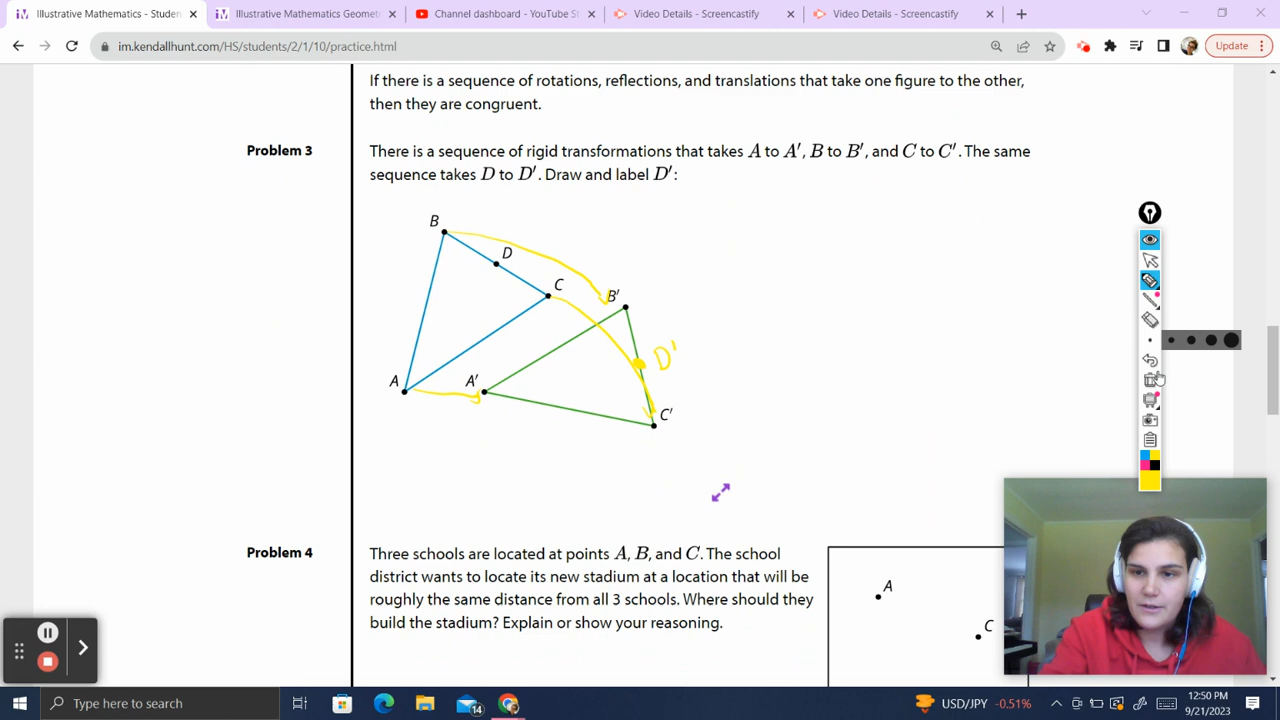 Illustrative Mathematics - Studen
Illustrative Mathematics Geomet
Channel dashboard - YouTube St
Video Details - Screencastify
Video Details - Screencastify
im.kendallhunt.com/HS/students/2/1/10/practice.html
Update
If there is a sequence of rotations, reflections, and translations that take one figure to the other,
then they are congruent.
Problem 3
There is a sequence of rigid transformations that takes A to A′, B to B′, and C to C′. The same
sequence takes D to D′. Draw and label D′:
B
D
C
B′
D'
A
A′
C′
Problem 4
Three schools are located at points A, B, and C. The school
district wants to locate its new stadium at a location that will be
roughly the same distance from all 3 schools. Where should they
build the stadium? Explain or show your reasoning.
A
C
Type here to search
14
USD/JPY -0.51%
12:50 PM
9/21/2023